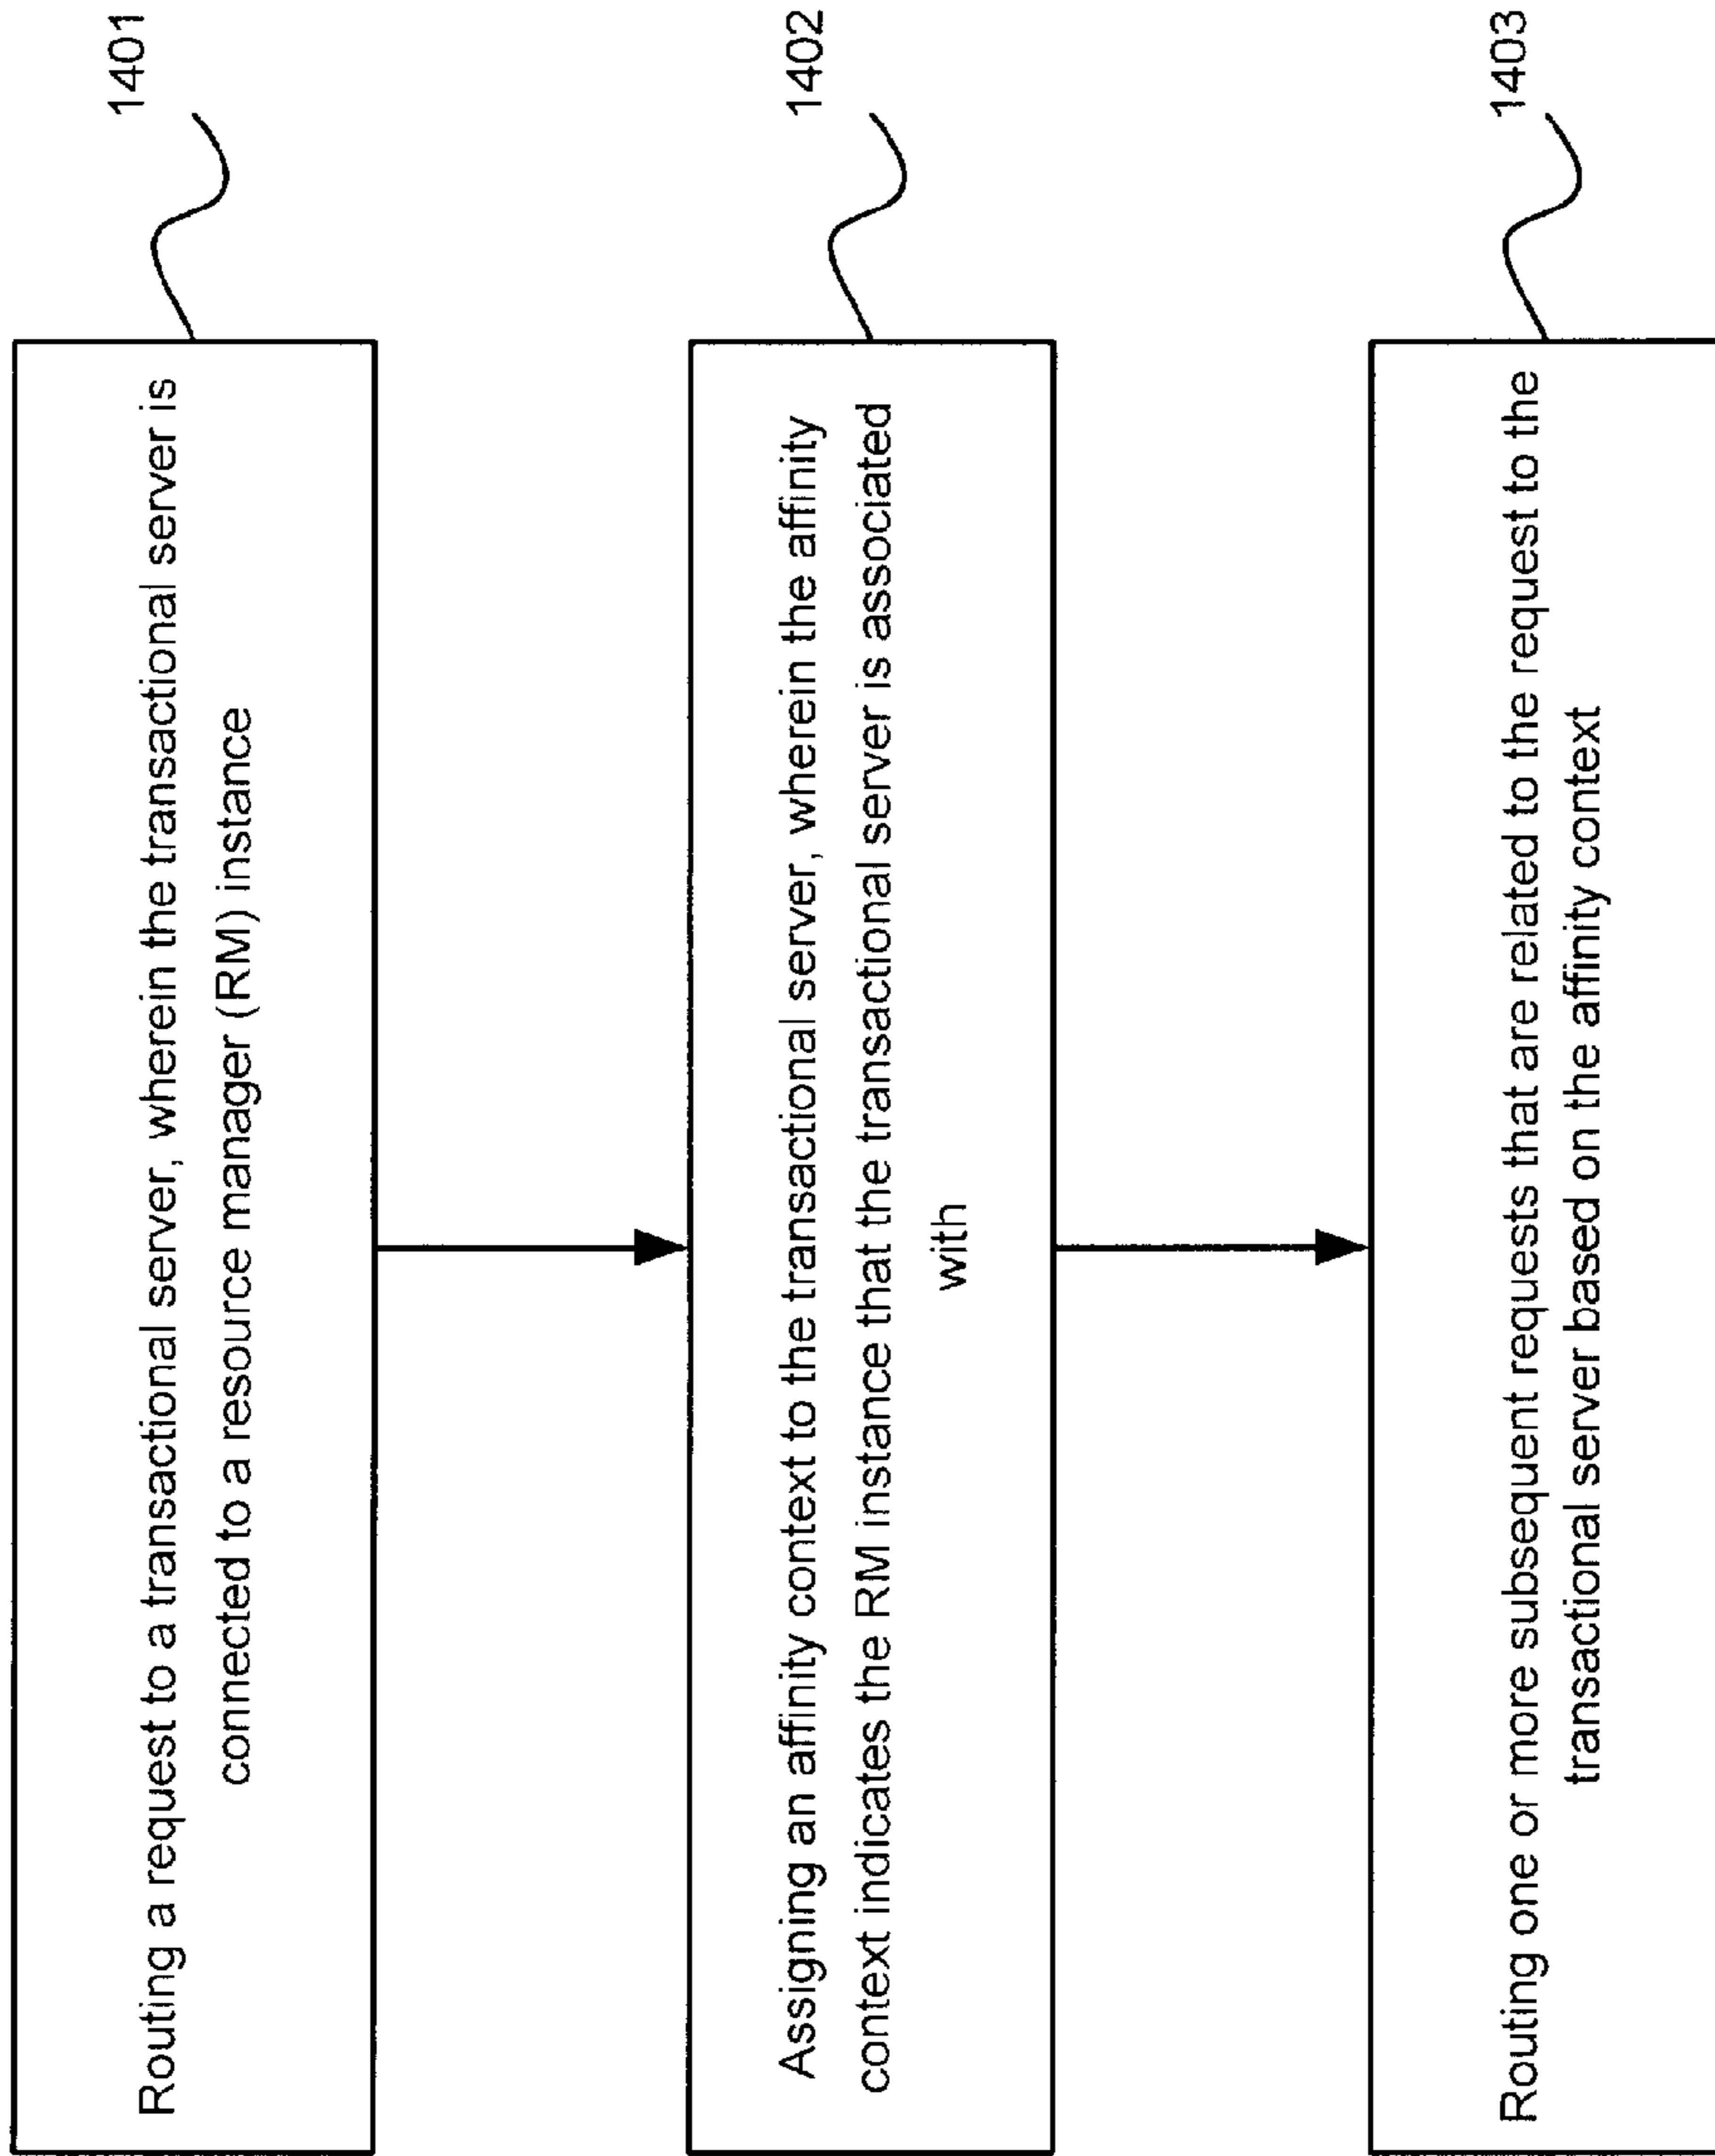 Routing a request to a transactional server, wherein the transactional server is
connected to a resource manager (RM) instance
1401
Assigning an affinity context to the transactional server, wherein the affinity
context indicates the RM instance that the transactional server is associated
with
1402
Routing one or more subsequent requests that are related to the request to the
transactional server based on the affinity context
1403